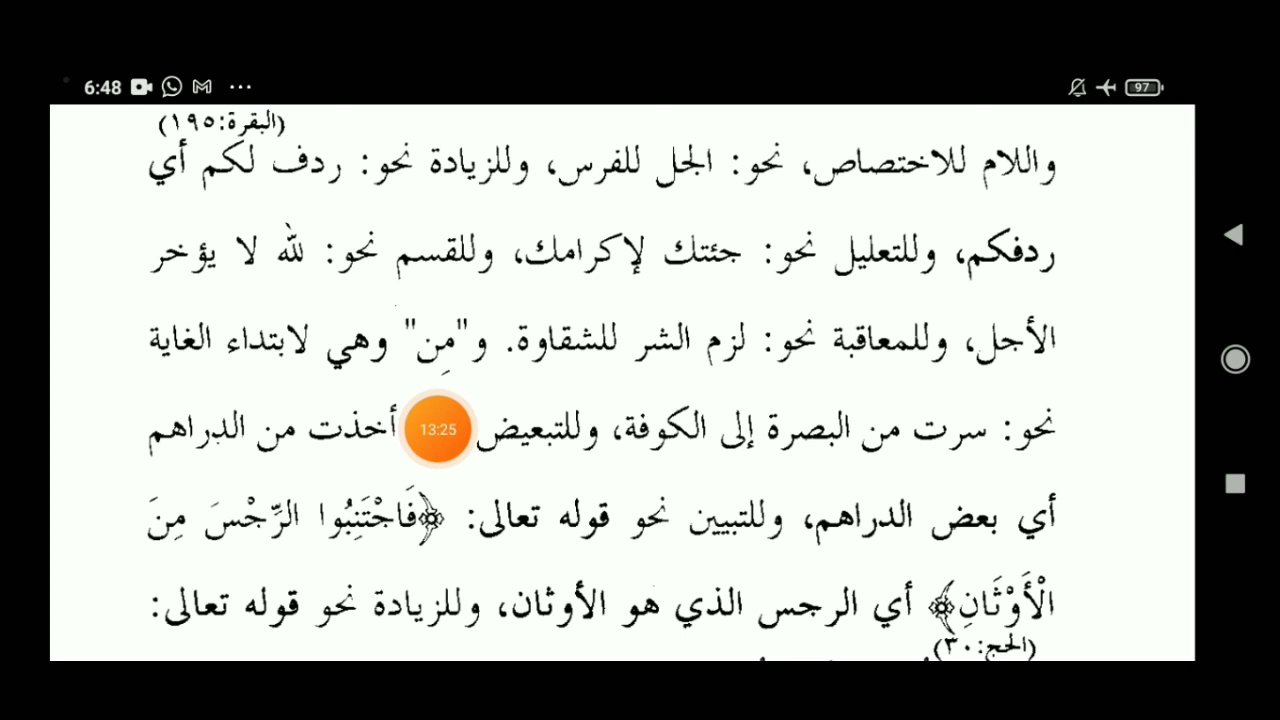 6:48
97
(البقرة:١٩٥)
واللام للاختصاص، نحو: الجل للفرس، وللزيادة نحو: ردف لكم أي
ردفكم، وللتعليل نحو: جئتك لإكرامك، وللقسم نحو: لله لا يؤخر
الأجل، وللمعاقبة نحو: لزم الشر للشقاوة. و"مِن" وهي لابتداء الغاية
نحو: سرت من البصرة إلى الكوفة، وللتبعيض 13:25 أخذت من الدراهم
أي بعض الدراهم، وللتبيين نحو قوله تعالى: ﴿فَاجْتَنِبُوا الرِّجْسَ مِنَ
الْأَوْثَانِ﴾ أي الرجس الذي هو الأوثان، وللزيادة نحو قوله تعالى:
(الحج:٣٠)